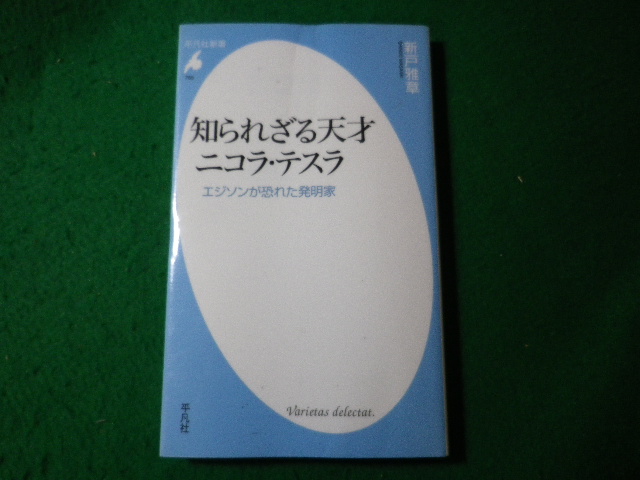 平凡社新書
新戸雅章
知られざる天才
ニコラ・テスラ
エジソンが恐れた発明家
Varietas delectat.
平凡社